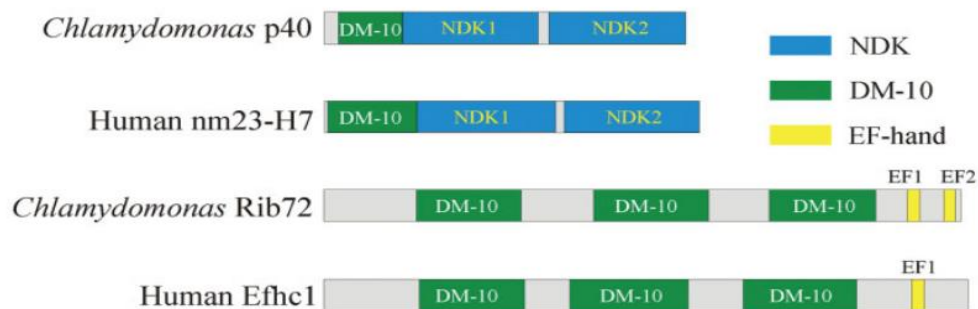 Chlamydomonas p40 DM-10 NDK1 NDK2
NDK
DM-10
Human nm23-H7 DM-10 NDK1 NDK2
EF-hand
EF1 EF2
Chlamydomonas Rib72 DM-10 DM-10 DM-10
EF1
Human Efhc1 DM-10 DM-10 DM-10